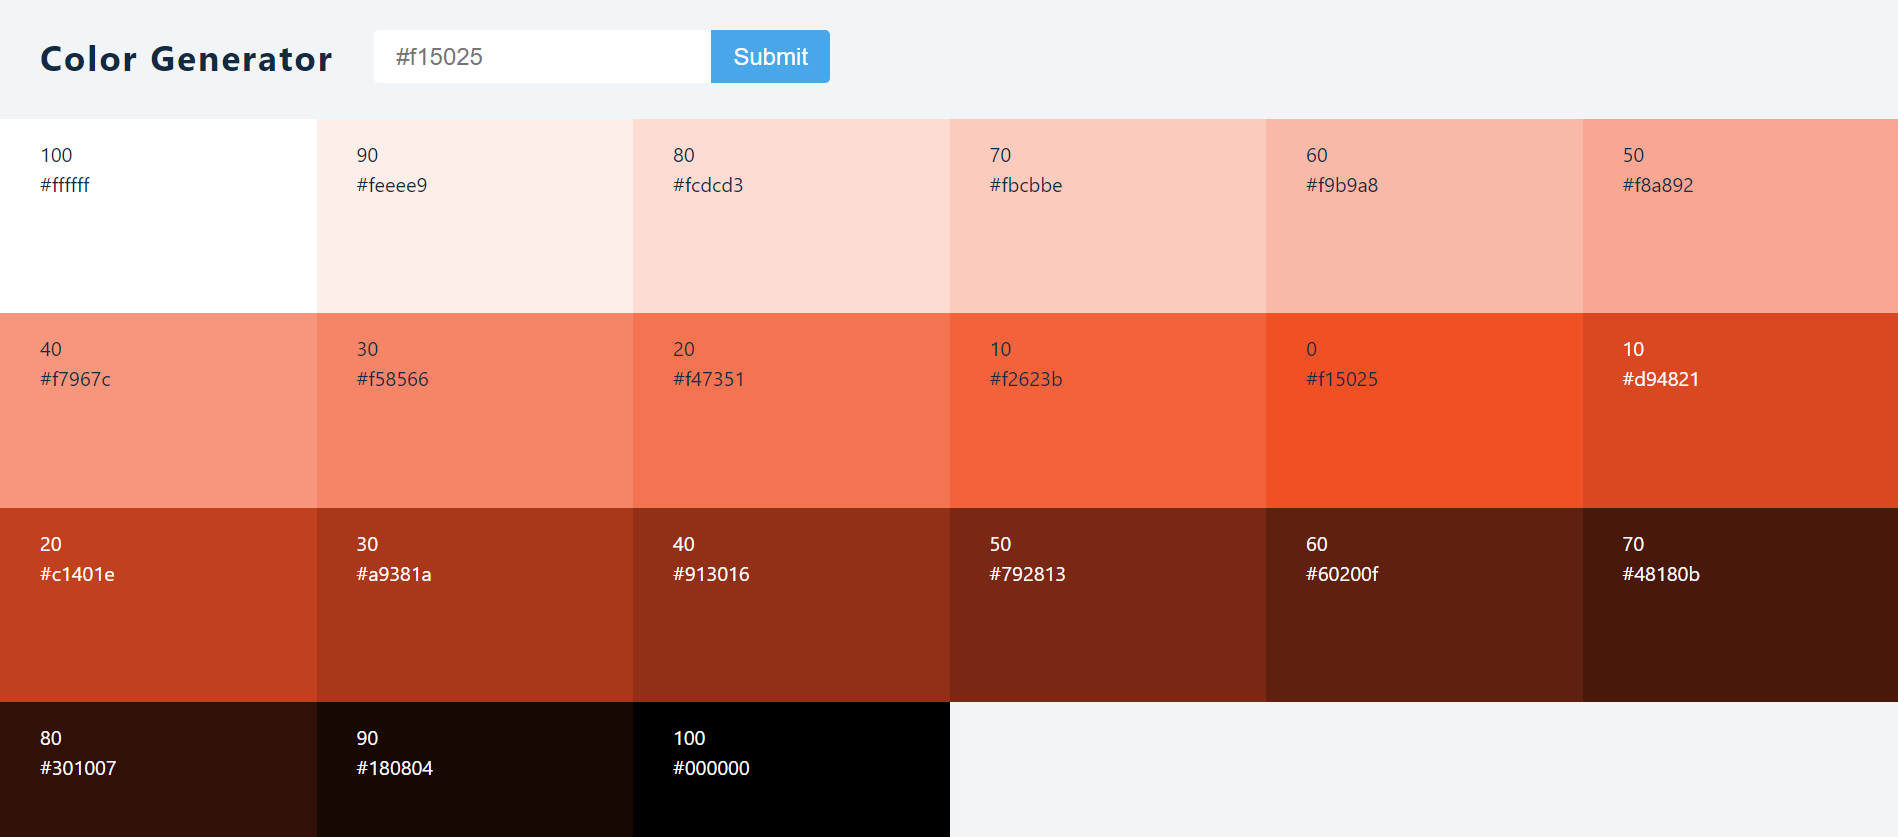 Color Generator
#f15025
Submit
100
#ffffff
90
#feeee9
80
#fcdcd3
70
#fbcbbe
60
#f9b9a8
50
#f8a892
40
#f7967c
30
#f58566
20
#f47351
10
#f2623b
0
#f15025
10
#d94821
20
#c1401e
30
#a9381a
40
#913016
50
#792813
60
#60200f
70
#48180b
80
#301007
90
#180804
100
#000000